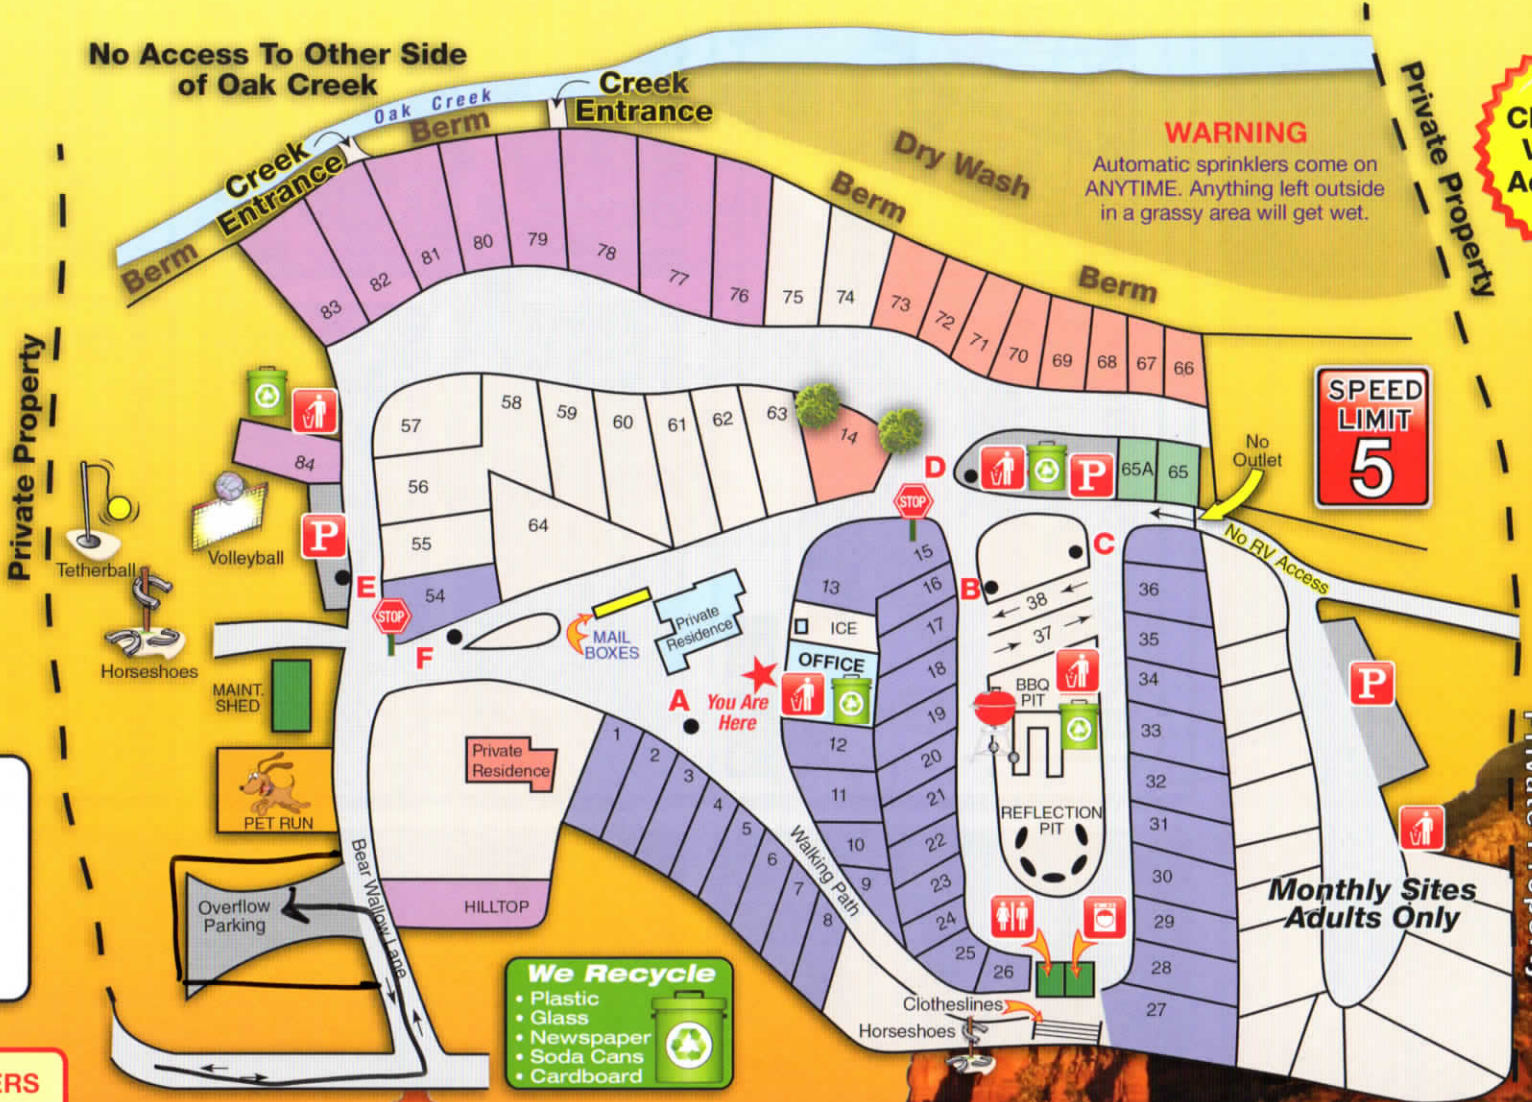 No Access To Other Side
of Oak Creek
Creek
Entrance
Oak Creek
Berm
Creek
Entrance
Berm
Dry Wash
Berm
Berm
WARNING
Automatic sprinklers come on
ANYTIME. Anything left outside
in a grassy area will get wet.
Private Property
Private Property
83
82
81
80
79
78
77
76
75
74
73
72
71
70
69
68
67
66
SPEED
LIMIT
5
No
Outlet
No RV Access
57
58
59
60
61
62
63
14
56
55
54
64
84
P
P
Volleyball
Tetherball
Horseshoes
E
STOP
F
MAINT.
SHED
PET RUN
D
P
65A
65
STOP
C
B
38
37
BBQ
PIT
REFLECTION
PIT
MAIL
BOXES
Private
Residence
A
You Are
Here
13
ICE
OFFICE
12
11
10
9
15
16
17
18
19
20
21
22
23
24
25
26
36
35
34
33
32
31
30
29
28
27
P
Monthly Sites
Adults Only
Private
Residence
HILLTOP
1
2
3
4
5
6
7
8
Walking Path
Bear Wallow Lane
Overflow
Parking
We Recycle
• Plastic
• Glass
• Newspaper
• Soda Cans
• Cardboard
Clotheslines
Horseshoes
ERS